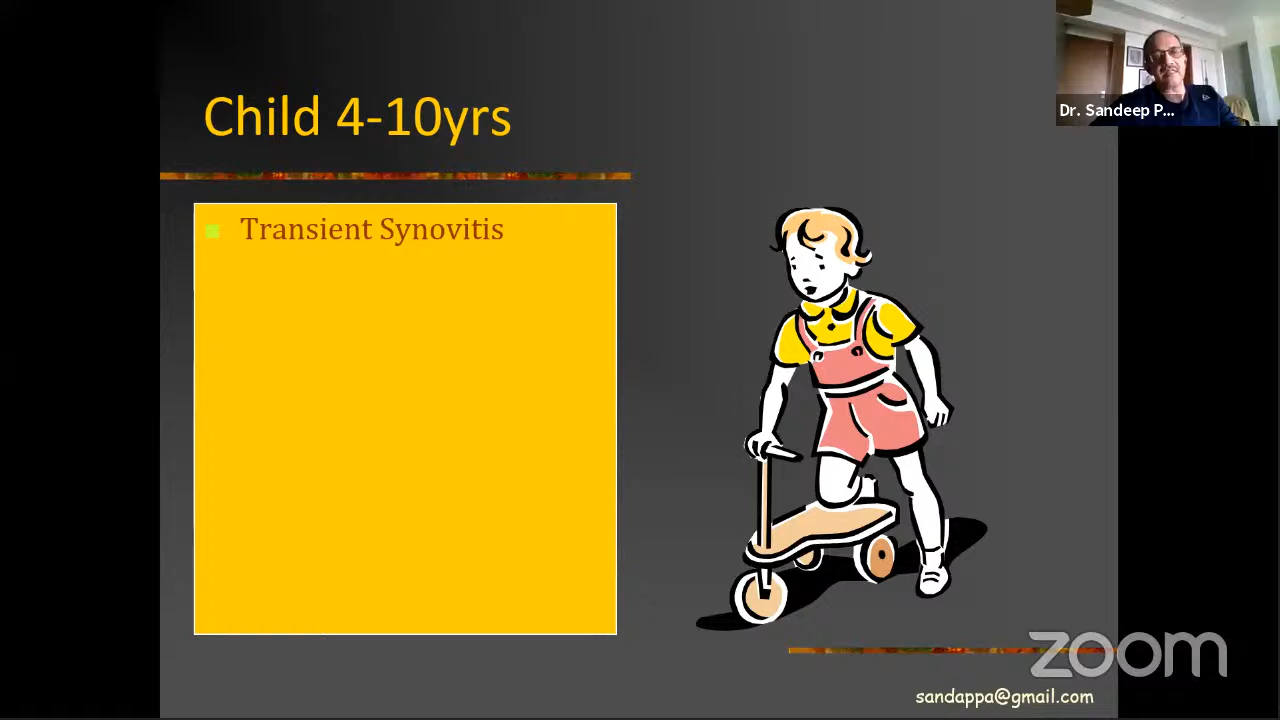 Child 4-10yrs
Dr. Sandeep P...
Transient Synovitis
zoom
sandappa@gmail.com